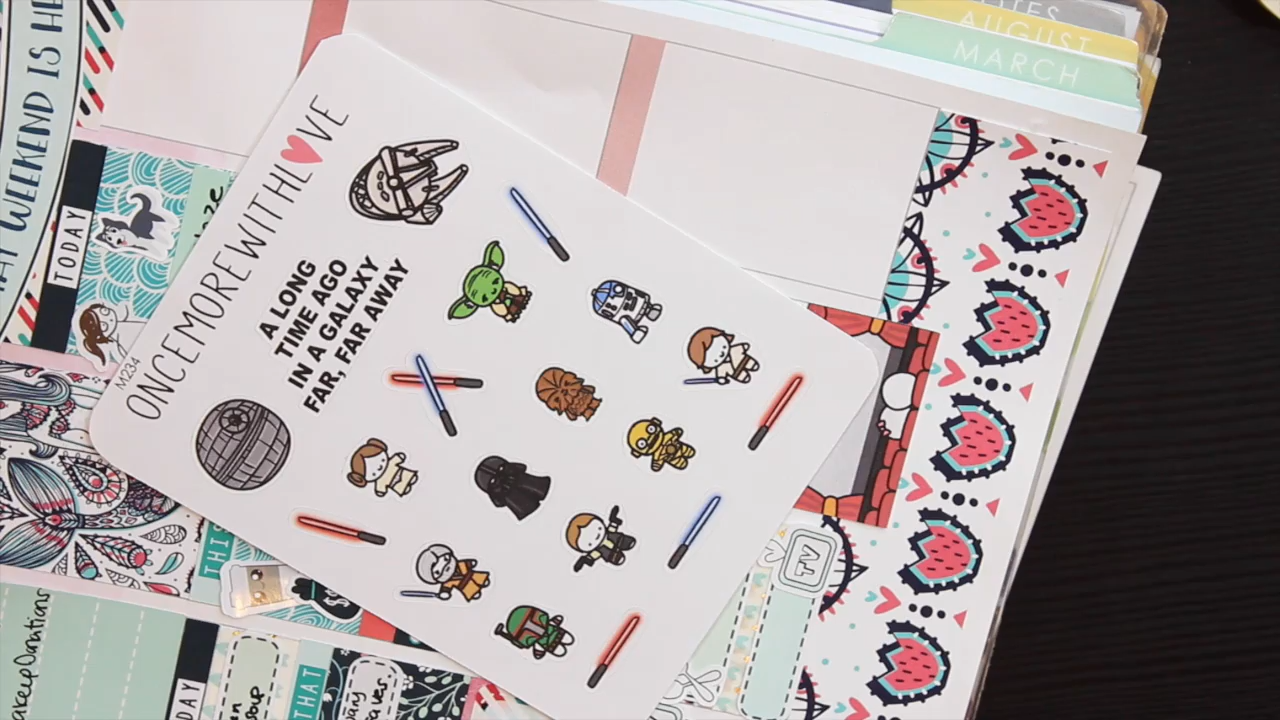 NOTES
AUGUST
MARCH
WEEKEND IS HE
TODAY
ONCEMOREWITHLOVE
M234
A LONG
TIME AGO
IN A GALAXY
FAR, FAR AWAY
THIS
TV
THAT